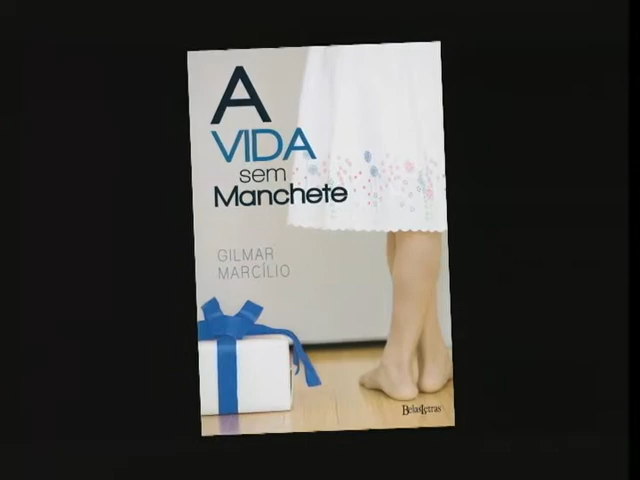 A
VIDA
sem
Manchete
GILMAR
MARCÍLIO
BelasLetras